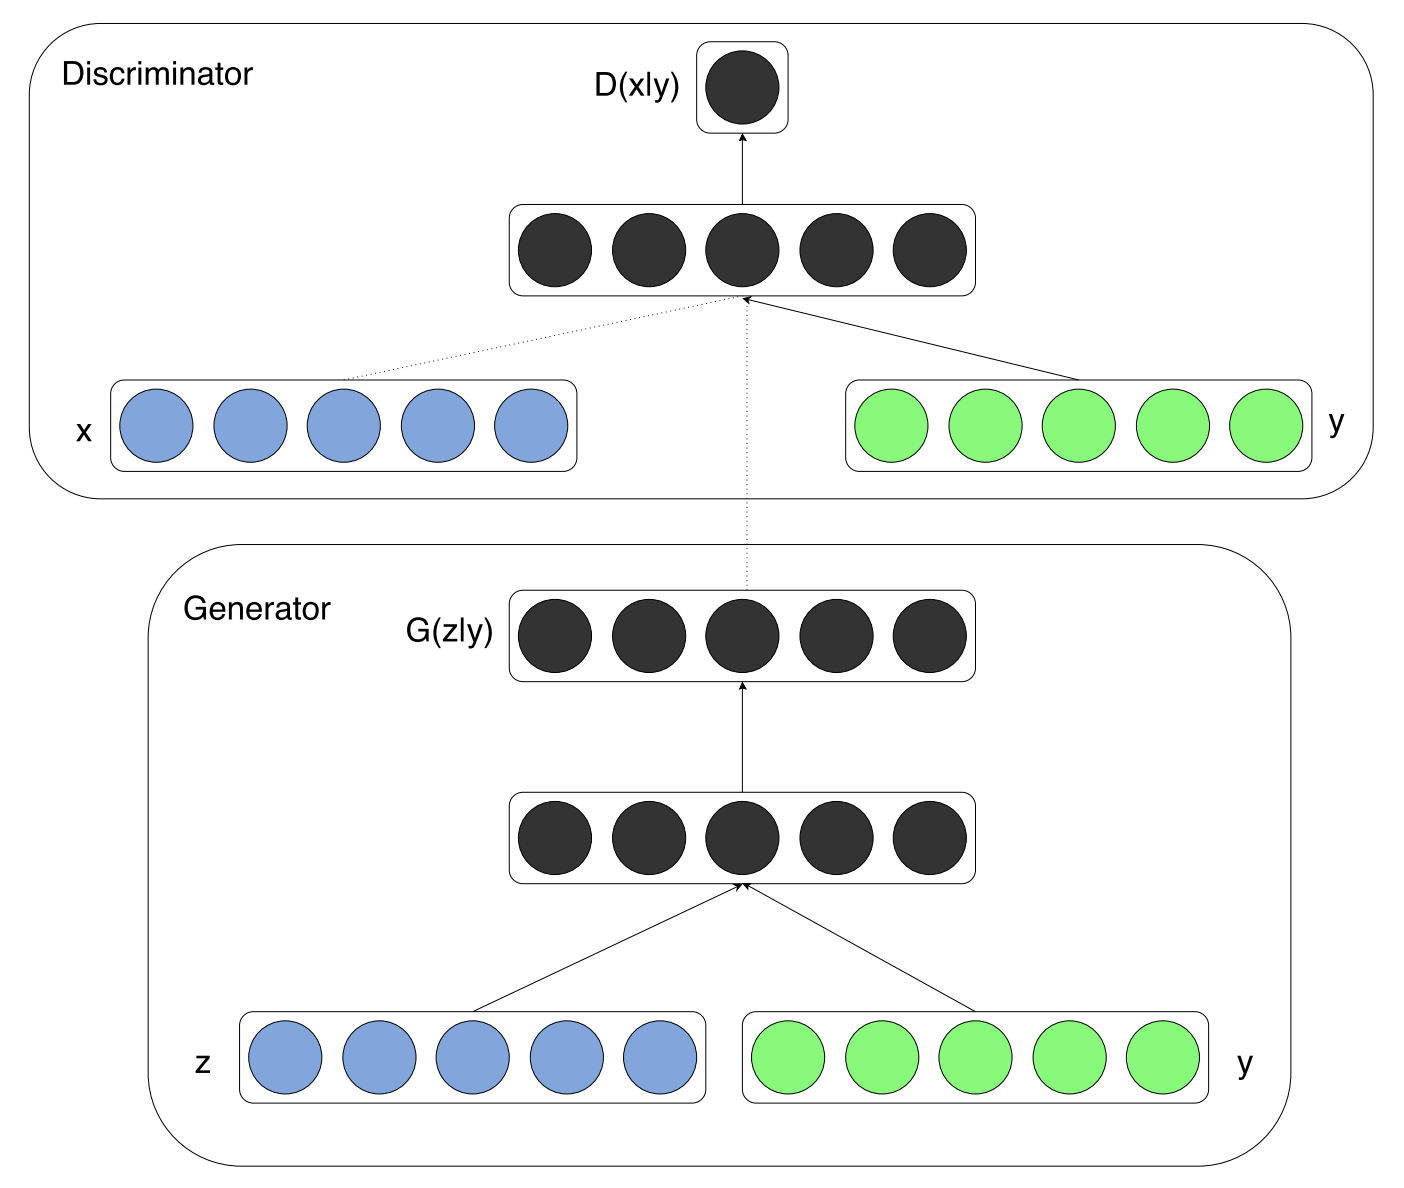 Discriminator
D(x|y)
x
y
Generator
G(z|y)
z
y